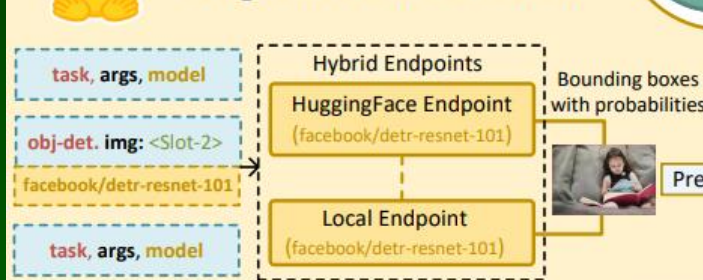 task, args, model
obj-det. img: <Slot-2>
facebook/detr-resnet-101
task, args, model
Hybrid Endpoints
HuggingFace Endpoint
(facebook/detr-resnet-101)
Local Endpoint
(facebook/detr-resnet-101)
Bounding boxes
with probabilities
Pre